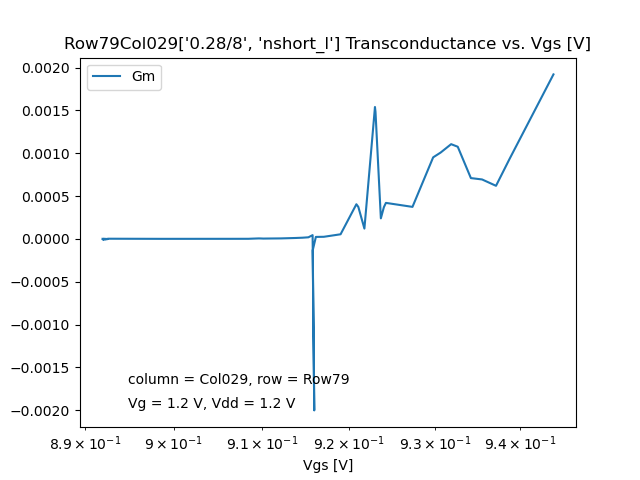 Row79Col029['0.28/8', 'nshort_l'] Transconductance vs. Vgs [V]
Gm
0.0020
0.0015
0.0010
0.0005
0.0000
−0.0005
−0.0010
−0.0015
−0.0020
column = Col029, row = Row79
Vg = 1.2 V, Vdd = 1.2 V
8.9 × 10⁻¹ 9 × 10⁻¹ 9.1 × 10⁻¹ 9.2 × 10⁻¹ 9.3 × 10⁻¹ 9.4 × 10⁻¹
Vgs [V]